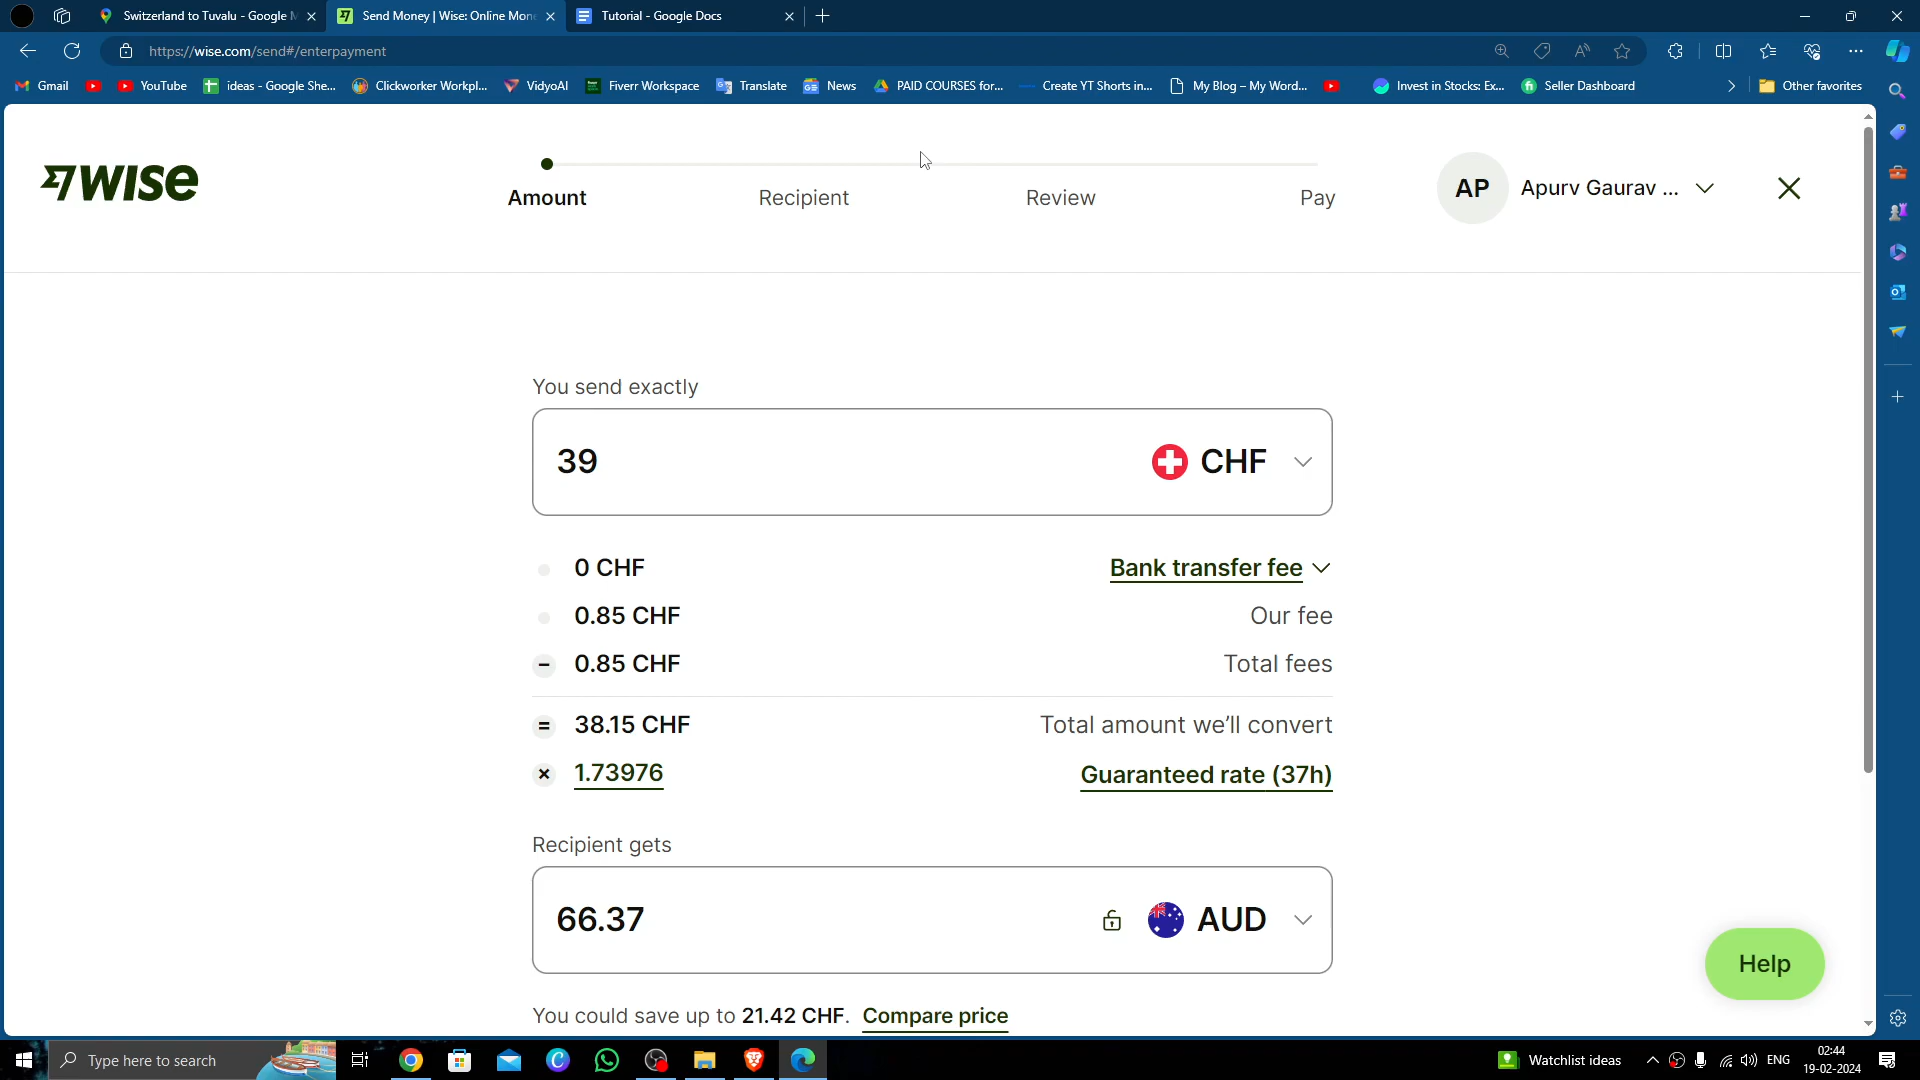 Switzerland to Tuvalu - Google M
Send Money | Wise: Online Mone
Tutorial - Google Docs
https://wise.com/send#/enterpayment
Gmail
YouTube
ideas - Google She...
Clickworker Workpl...
VidyoAI
Fiverr Workspace
Translate
News
PAID COURSES for...
Create YT Shorts in...
My Blog – My Word...
Invest in Stocks: Ex...
Seller Dashboard
Other favorites
WISE
Amount
Recipient
Review
Pay
AP
Apurv Gaurav ...
You send exactly
39
CHF
0 CHF
Bank transfer fee
0.85 CHF
Our fee
− 0.85 CHF
Total fees
= 38.15 CHF
Total amount we'll convert
× 1.73976
Guaranteed rate (37h)
Recipient gets
66.37
AUD
Help
You could save up to 21.42 CHF. Compare price
Type here to search
Watchlist ideas
ENG
02:44
19-02-2024